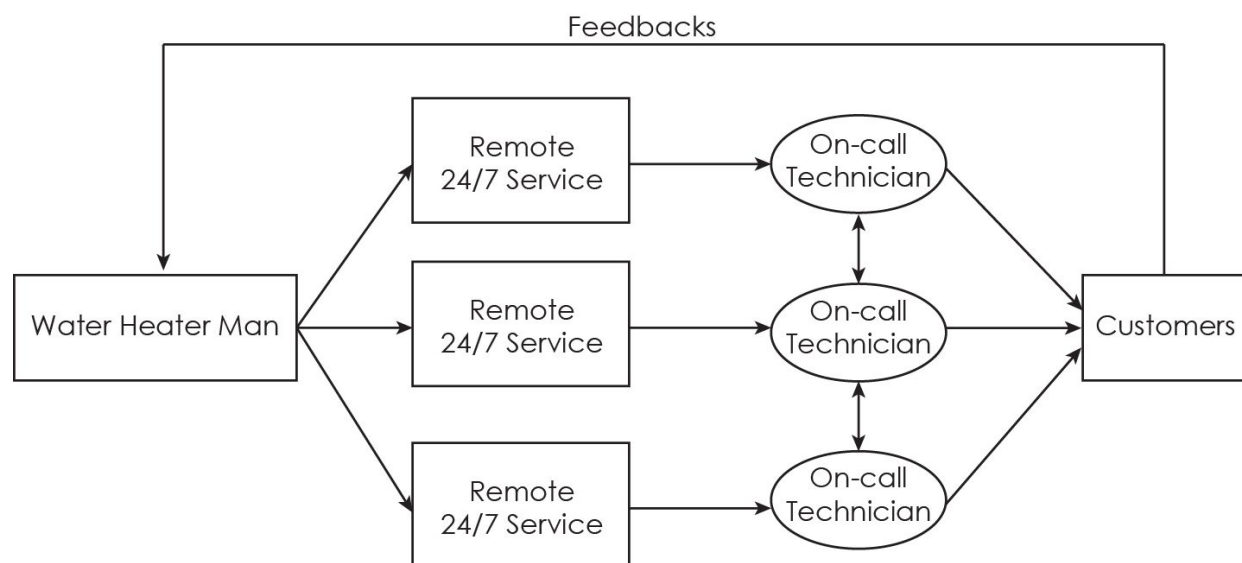 Feedbacks
Remote
24/7 Service
On-call
Technician
Water Heater Man
Remote
24/7 Service
On-call
Technician
Customers
Remote
24/7 Service
On-call
Technician